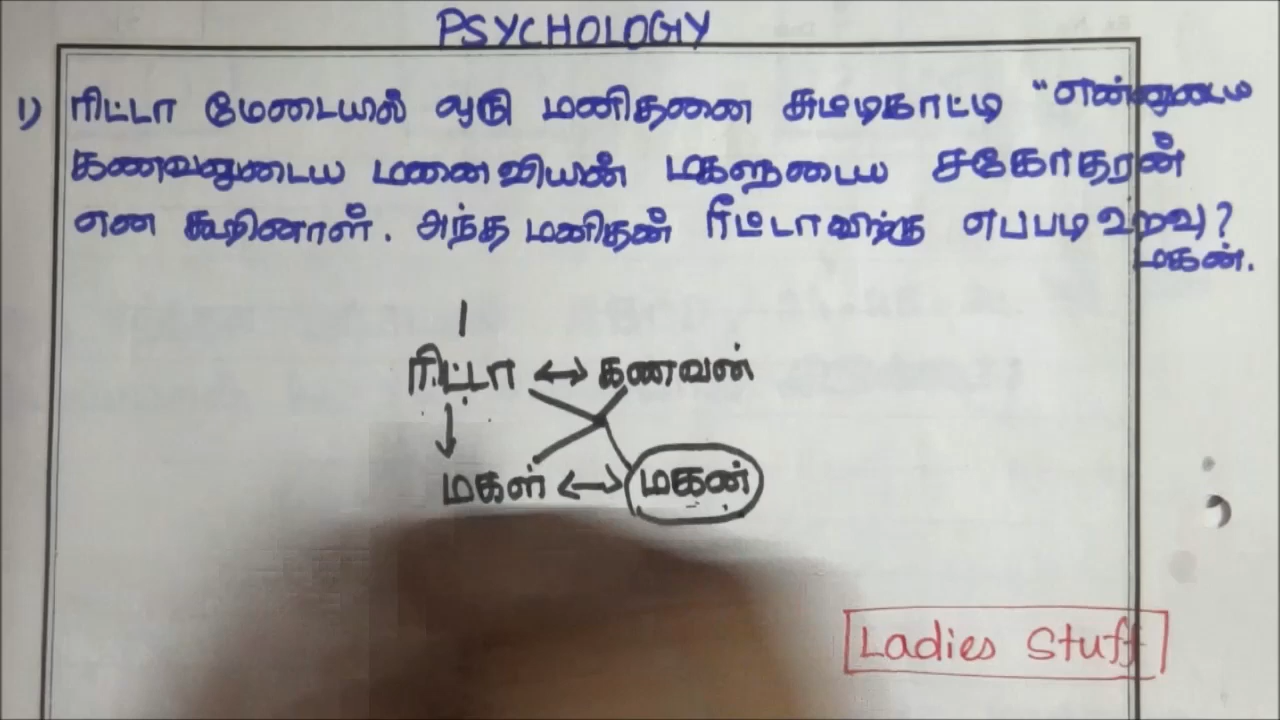 PSYCHOLOGY
1) ரிட்டா மேடையில் ஒரு மனிதனை சுட்டிகாட்டி "என்னுடைய
கணவனுடைய மனைவியின் மகளுடைய சகோதரன்
என கூறினாள். அந்த மனிதன் ரீட்டாவிற்கு எப்படி உறவு?
மகன்.
ரிட்டா ↔ கணவன்
மகள் ↔ மகன்
Ladies Stuff